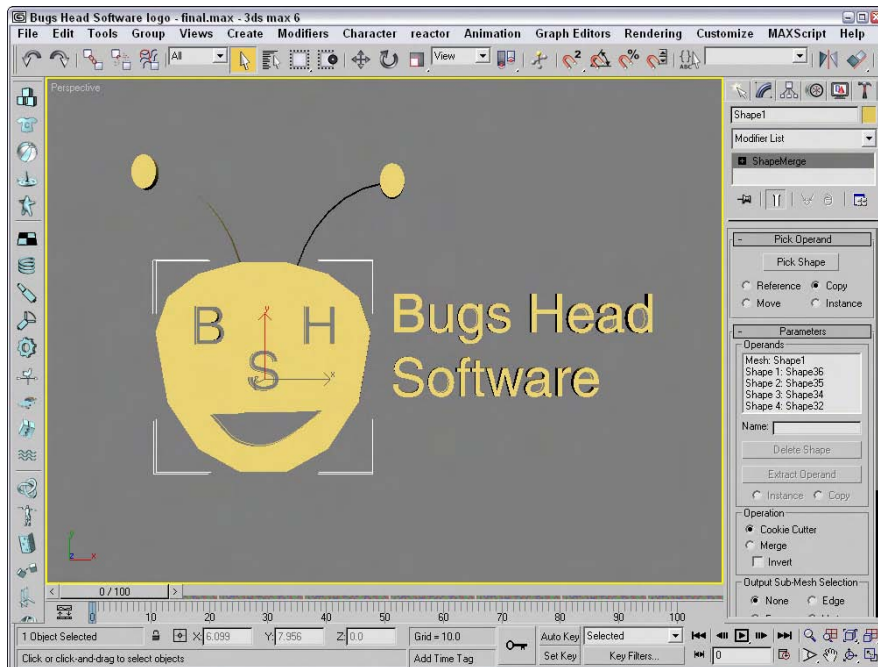 Bugs Head Software logo - final.max - 3ds max 6
File Edit Tools Group Views Create Modifiers Character reactor Animation Graph Editors Rendering Customize MAXScript Help
All
View
ABC
Perspective
B H
S
Bugs Head
Software
y
x
y
z x
Shape1
Modifier List
ShapeMerge
Pick Operand
Pick Shape
Reference Copy
Move Instance
Parameters
Operands
Mesh: Shape1
Shape 1: Shape36
Shape 2: Shape35
Shape 3: Shape34
Shape 4: Shape32
Name:
Delete Shape
Extract Operand
Instance Copy
Operation
Cookie Cutter
Merge
Invert
Output Sub-Mesh Selection
None Edge
0 / 100
0 10 20 30 40 50 60 70 80 90 100
1 Object Selected X: 6.099 Y: 7.956 Z: 0.0 Grid = 10.0 Auto Key Selected
Click or click-and-drag to select objects Add Time Tag Set Key Key Filters... 0